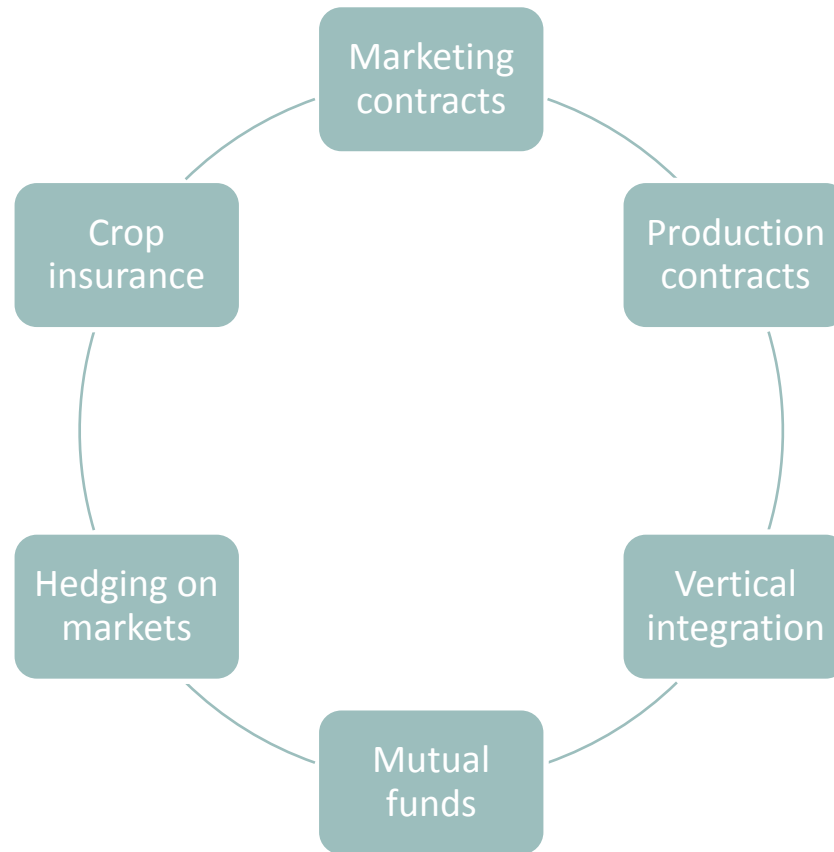 Marketing
contracts
Production
contracts
Vertical
integration
Mutual
funds
Hedging on
markets
Crop
insurance